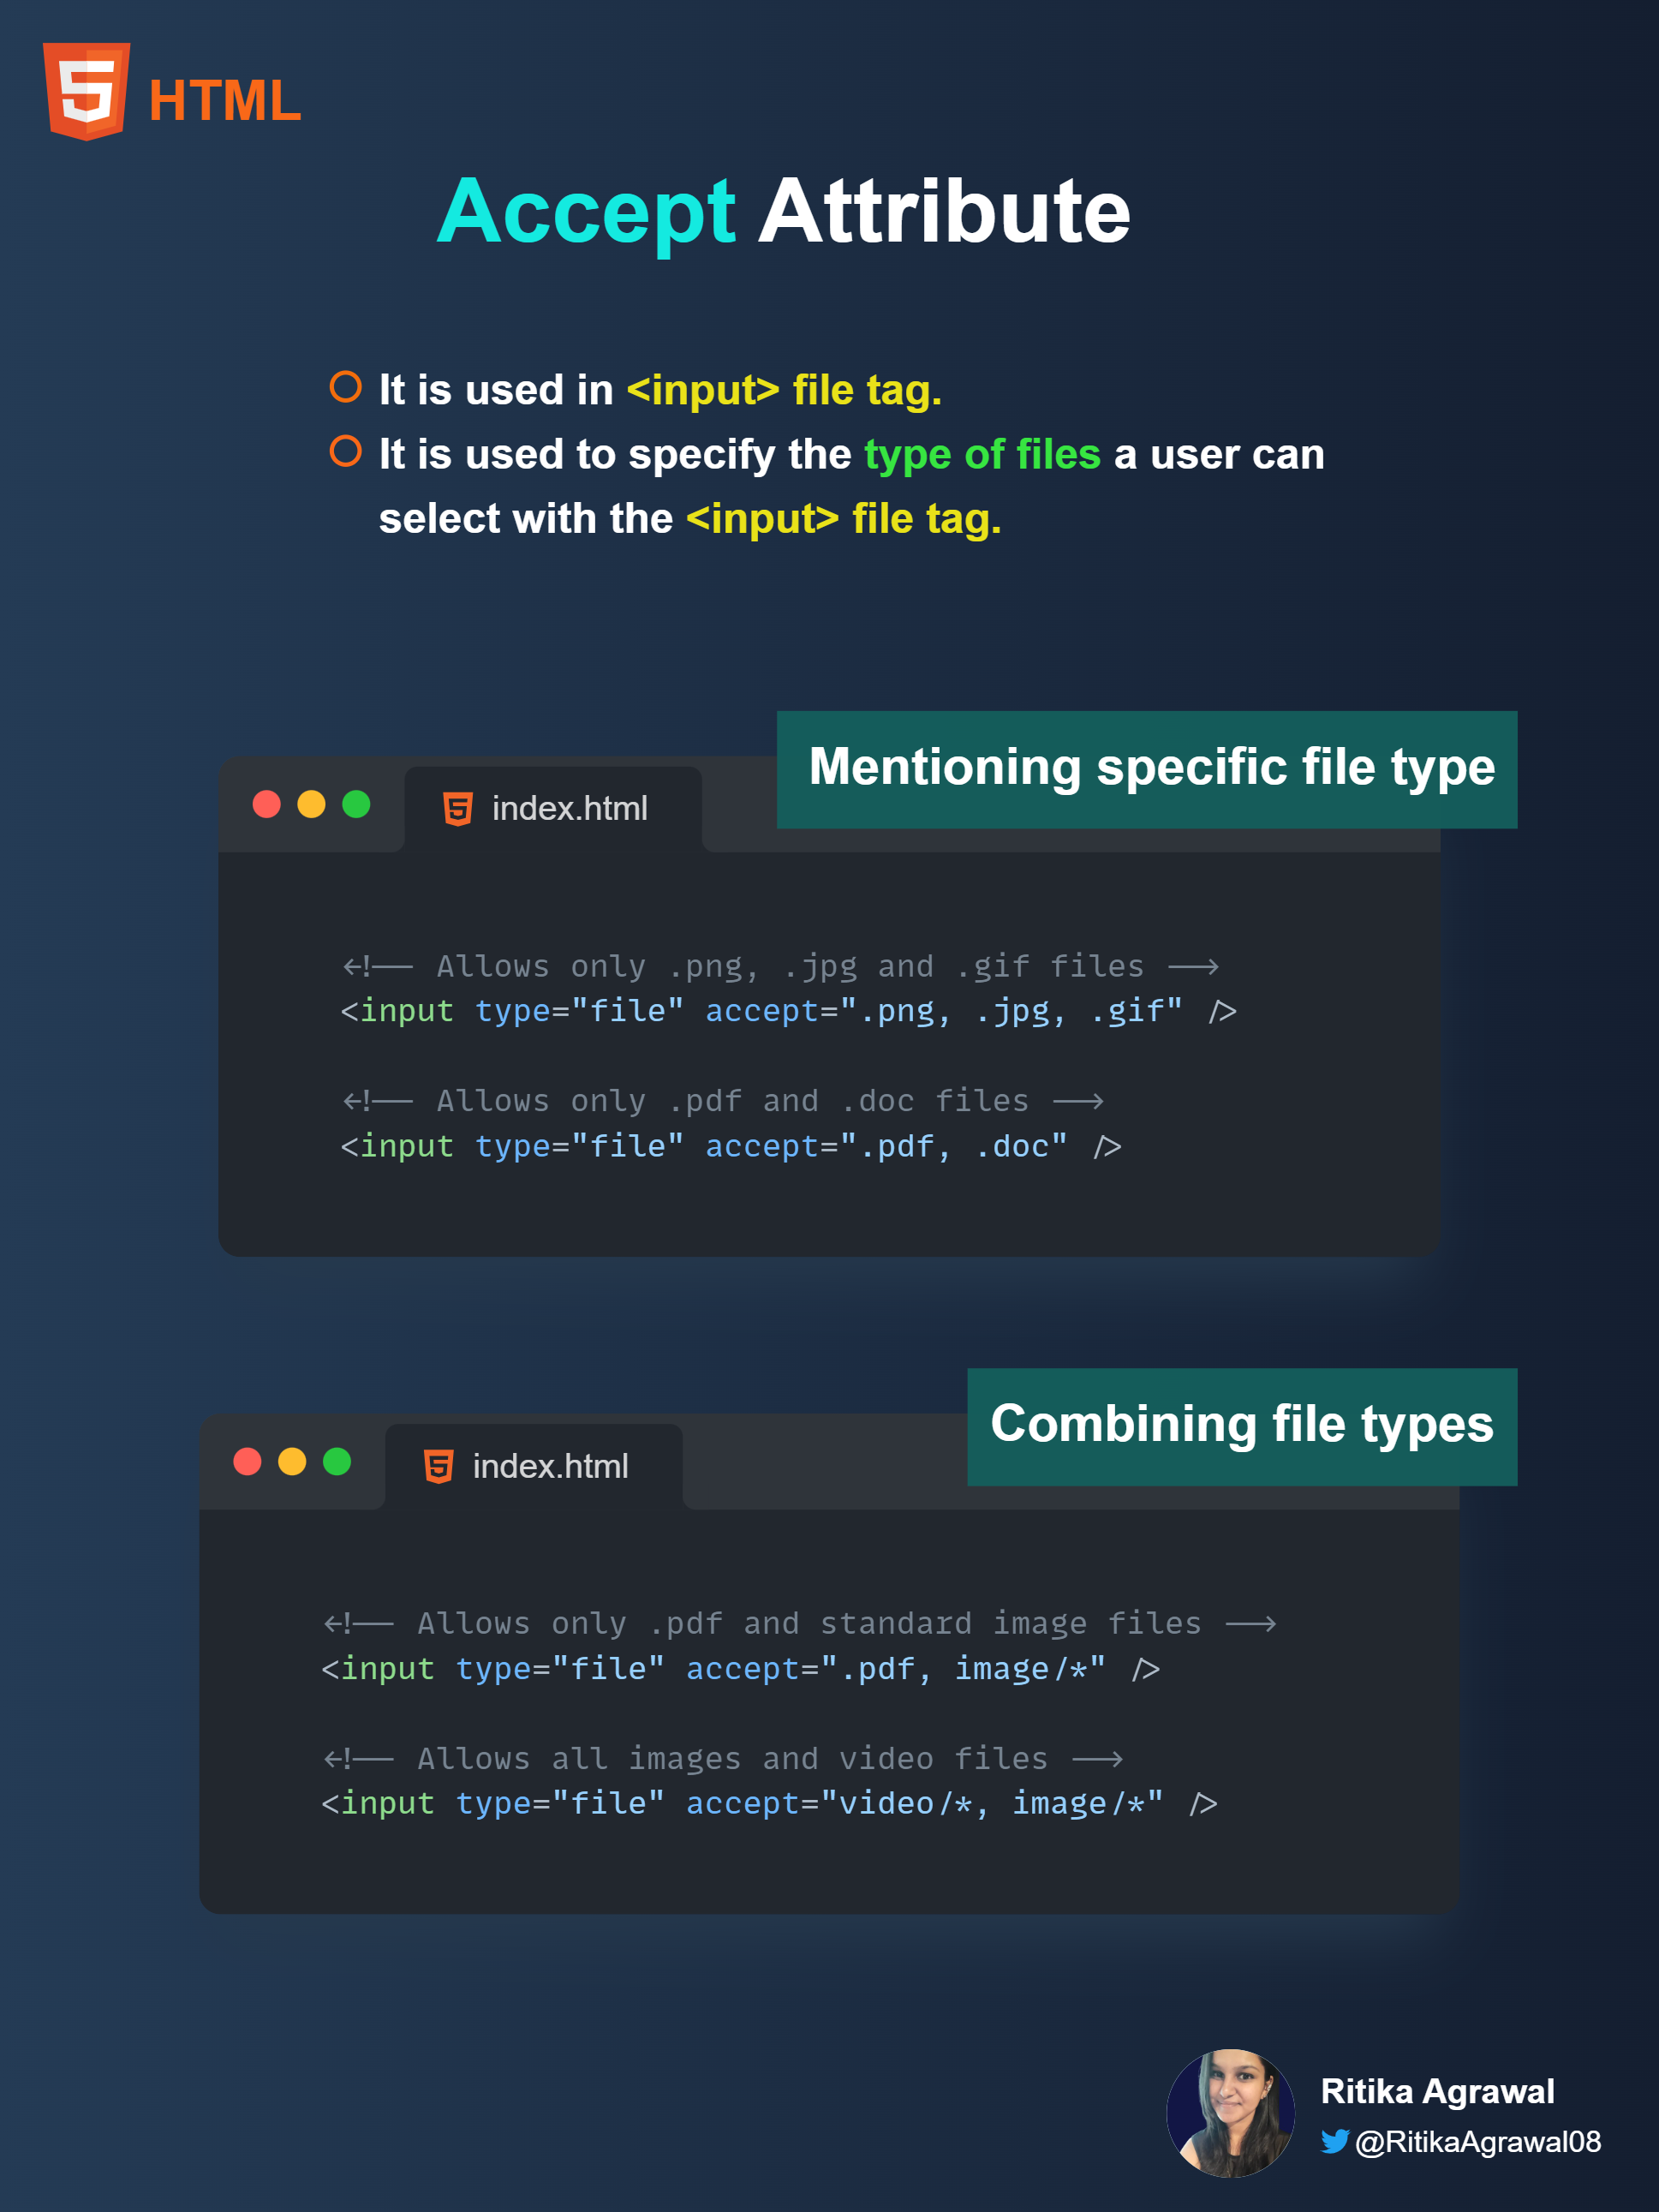 HTML
Accept Attribute
It is used in <input> file tag.
It is used to specify the type of files a user can
select with the <input> file tag.
Mentioning specific file type
index.html
<!-- Allows only .png, .jpg and .gif files -->
<input type="file" accept=".png, .jpg, .gif" />
<!-- Allows only .pdf and .doc files -->
<input type="file" accept=".pdf, .doc" />
Combining file types
index.html
<!-- Allows only .pdf and standard image files -->
<input type="file" accept=".pdf, image/*" />
<!-- Allows all images and video files -->
<input type="file" accept="video/*, image/*" />
Ritika Agrawal
@RitikaAgrawal08